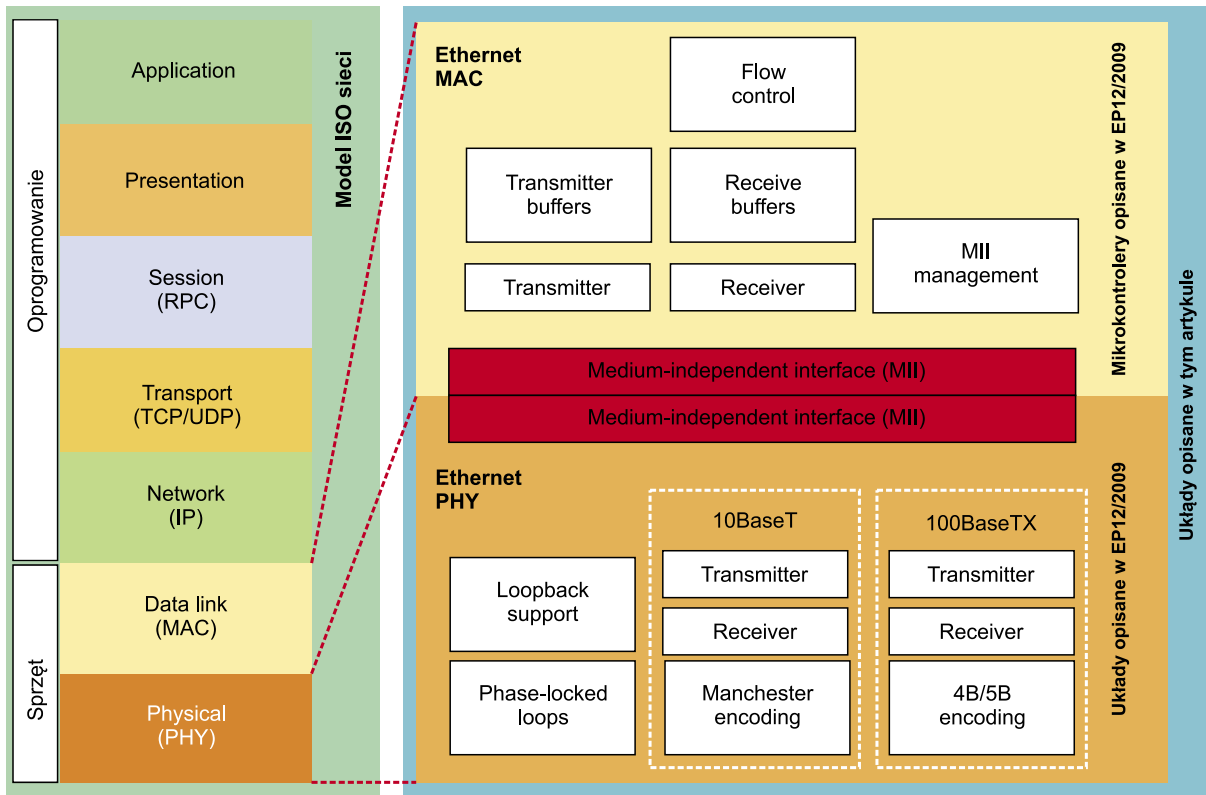 Oprogramowanie
Sprzęt
Application
Presentation
Session
(RPC)
Transport
(TCP/UDP)
Network
(IP)
Data link
(MAC)
Physical
(PHY)
Model ISO sieci
Ethernet
MAC
Flow
control
Transmitter
buffers
Receive
buffers
MII
management
Transmitter
Receiver
Medium-independent interface (MII)
Medium-independent interface (MII)
Ethernet
PHY
Loopback
support
Phase-locked
loops
10BaseT
Transmitter
Receiver
Manchester
encoding
100BaseTX
Transmitter
Receiver
4B/5B
encoding
Mikrokontrolery opisane w EP12/2009
Układy opisane w EP12/2009
Ukłądy opisane w tym artykule